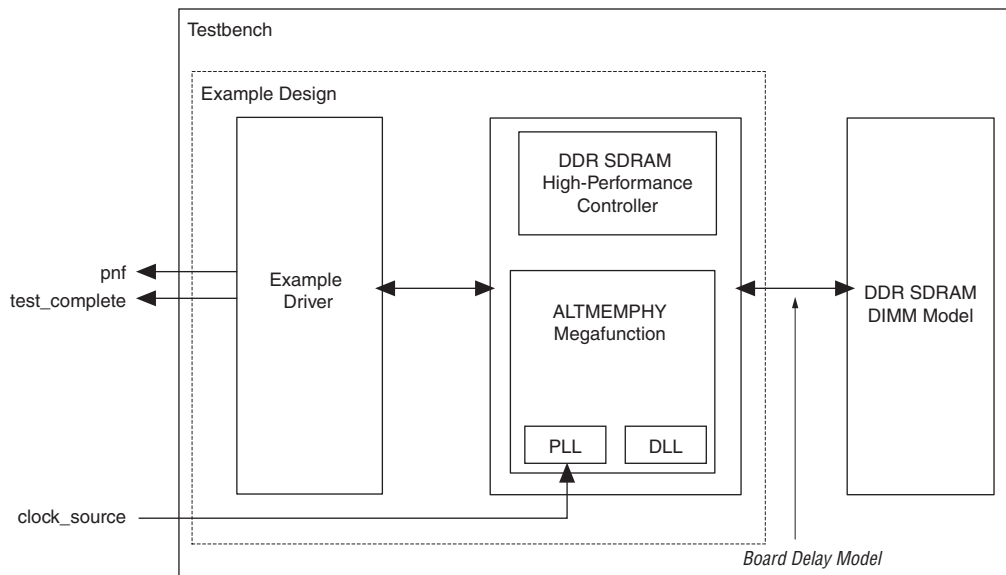 Testbench
Example Design
DDR SDRAM
High-Performance
Controller
pnf
test_complete
Example
Driver
ALTMEMPHY
Megafunction
DDR SDRAM
DIMM Model
PLL
DLL
clock_source
Board Delay Model